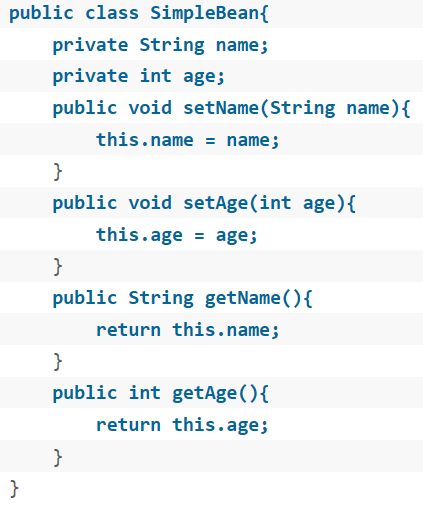 public class SimpleBean{
    private String name;
    private int age;
    public void setName(String name){
        this.name = name;
    }
    public void setAge(int age){
        this.age = age;
    }
    public String getName(){
        return this.name;
    }
    public int getAge(){
        return this.age;
    }
}